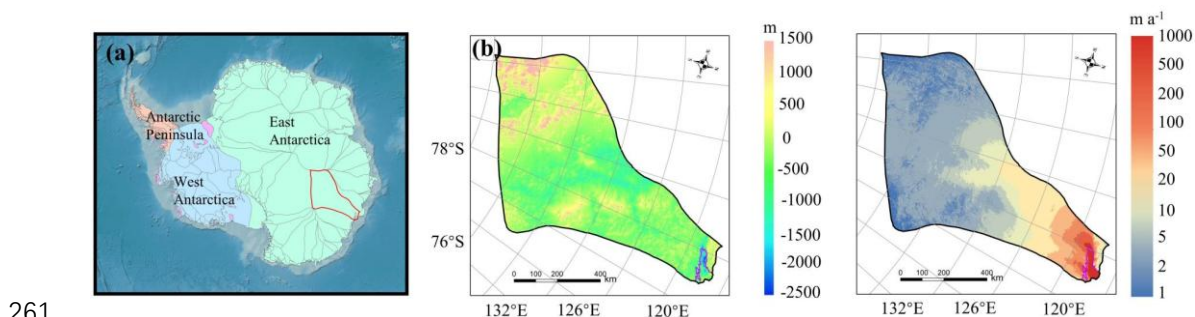 (a)
Antarctic
Peninsula
East
Antarctica
West
Antarctica
(b)
m
1500
1000
500
0
-500
-1000
-1500
-2000
-2500
78°S
76°S
132°E
126°E
120°E
0 100 200 400
km
m a⁻¹
1000
500
200
100
50
20
10
5
2
1
132°E
126°E
120°E
0 100 200 400
km
261